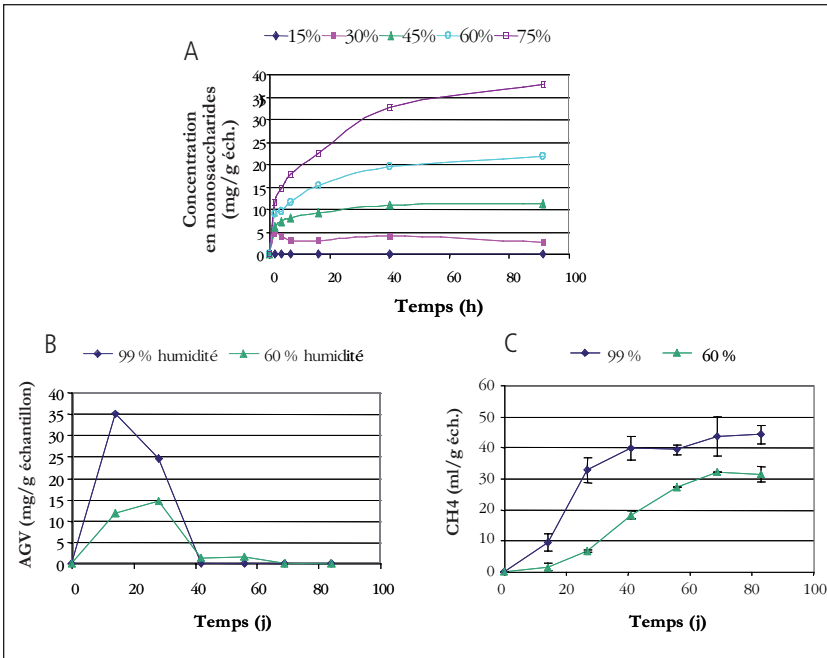 A
15% 30% 45% 60% 75%
Concentration
en monosaccharides
(mg/g éch.)
40
35
30
25
20
15
10
5
0
0 20 40 60 80 100
Temps (h)
B
99 % humidité 60 % humidité
AGV (mg/g échantillon)
40
35
30
25
20
15
10
5
0
0 20 40 60 80 100
Temps (j)
C
99 % 60 %
CH4 (ml/g éch.)
60
50
40
30
20
10
0
0 20 40 60 80 100
Temps (j)